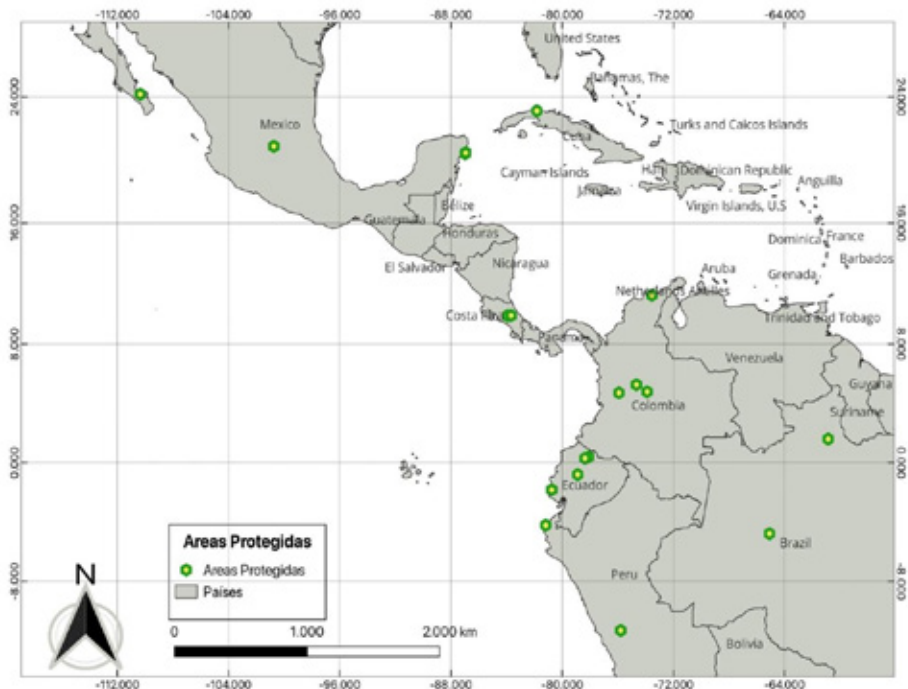 -112.000 -104.000 -96.000 -88.000 -80.000 -72.000 -64.000
United States
Bahamas, The
24.000 24.000
Mexico
Turks and Caicos Islands
Cuba
Haiti Dominican Republic
Cayman Islands
Jamaica
Anguilla
Virgin Islands, U.S
Belize
16.000 16.000
Guatemala
Honduras
Dominica France
Barbados
Nicaragua
El Salvador
Aruba
Grenada
Netherlands Antilles
Costa Rica
Trinidad and Tobago
Panama
8.000 8.000
Venezuela
Guyana
Colombia
Suriname
0.000 0.000
Ecuador
Areas Protegidas
Brazil
Areas Protegidas
Peru
-8.000 -8.000
Países
N
0 1.000 2.000 km
Bolivia
-112.000 -104.000 -96.000 -88.000 -80.000 -72.000 -64.000